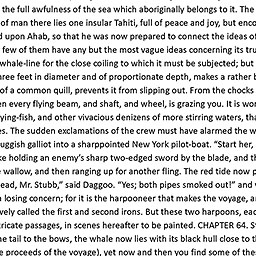 the full awfulness of the sea which aboriginally belongs to it. The
of man there lies one insular Tahiti, full of peace and joy, but enco
d upon Ahab, so that he was now prepared to connect the ideas of
few of them have any but the most vague ideas concerning its tru
whale-line for the close coiling to which it must be subjected; but
hree feet in diameter and of proportionate depth, makes a rather b
of a common quill, prevents it from slipping out. From the chocks
en every flying beam, and shaft, and wheel, is grazing you. It is wor
ying-fish, and other vivacious denizens of more stirring waters, tha
es. The sudden exclamations of the crew must have alarmed the w
uggish galliot into a sharppointed New York pilot-boat. “Start her,
ke holding an enemy’s sharp two-edged sword by the blade, and th
e wallow, and then ranging up for another fling. The red tide now p
ead, Mr. Stubb,” said Daggoo. “Yes; both pipes smoked out!” and
a losing concern; for it is the harpooneer that makes the voyage, an
vely called the first and second irons. But these two harpoons, eac
tricate passages, in scenes hereafter to be painted. CHAPTER 64. S
he tail to the bows, the whale now lies with its black hull close to th
e proceeds of the voyage), yet now and then you find some of thes